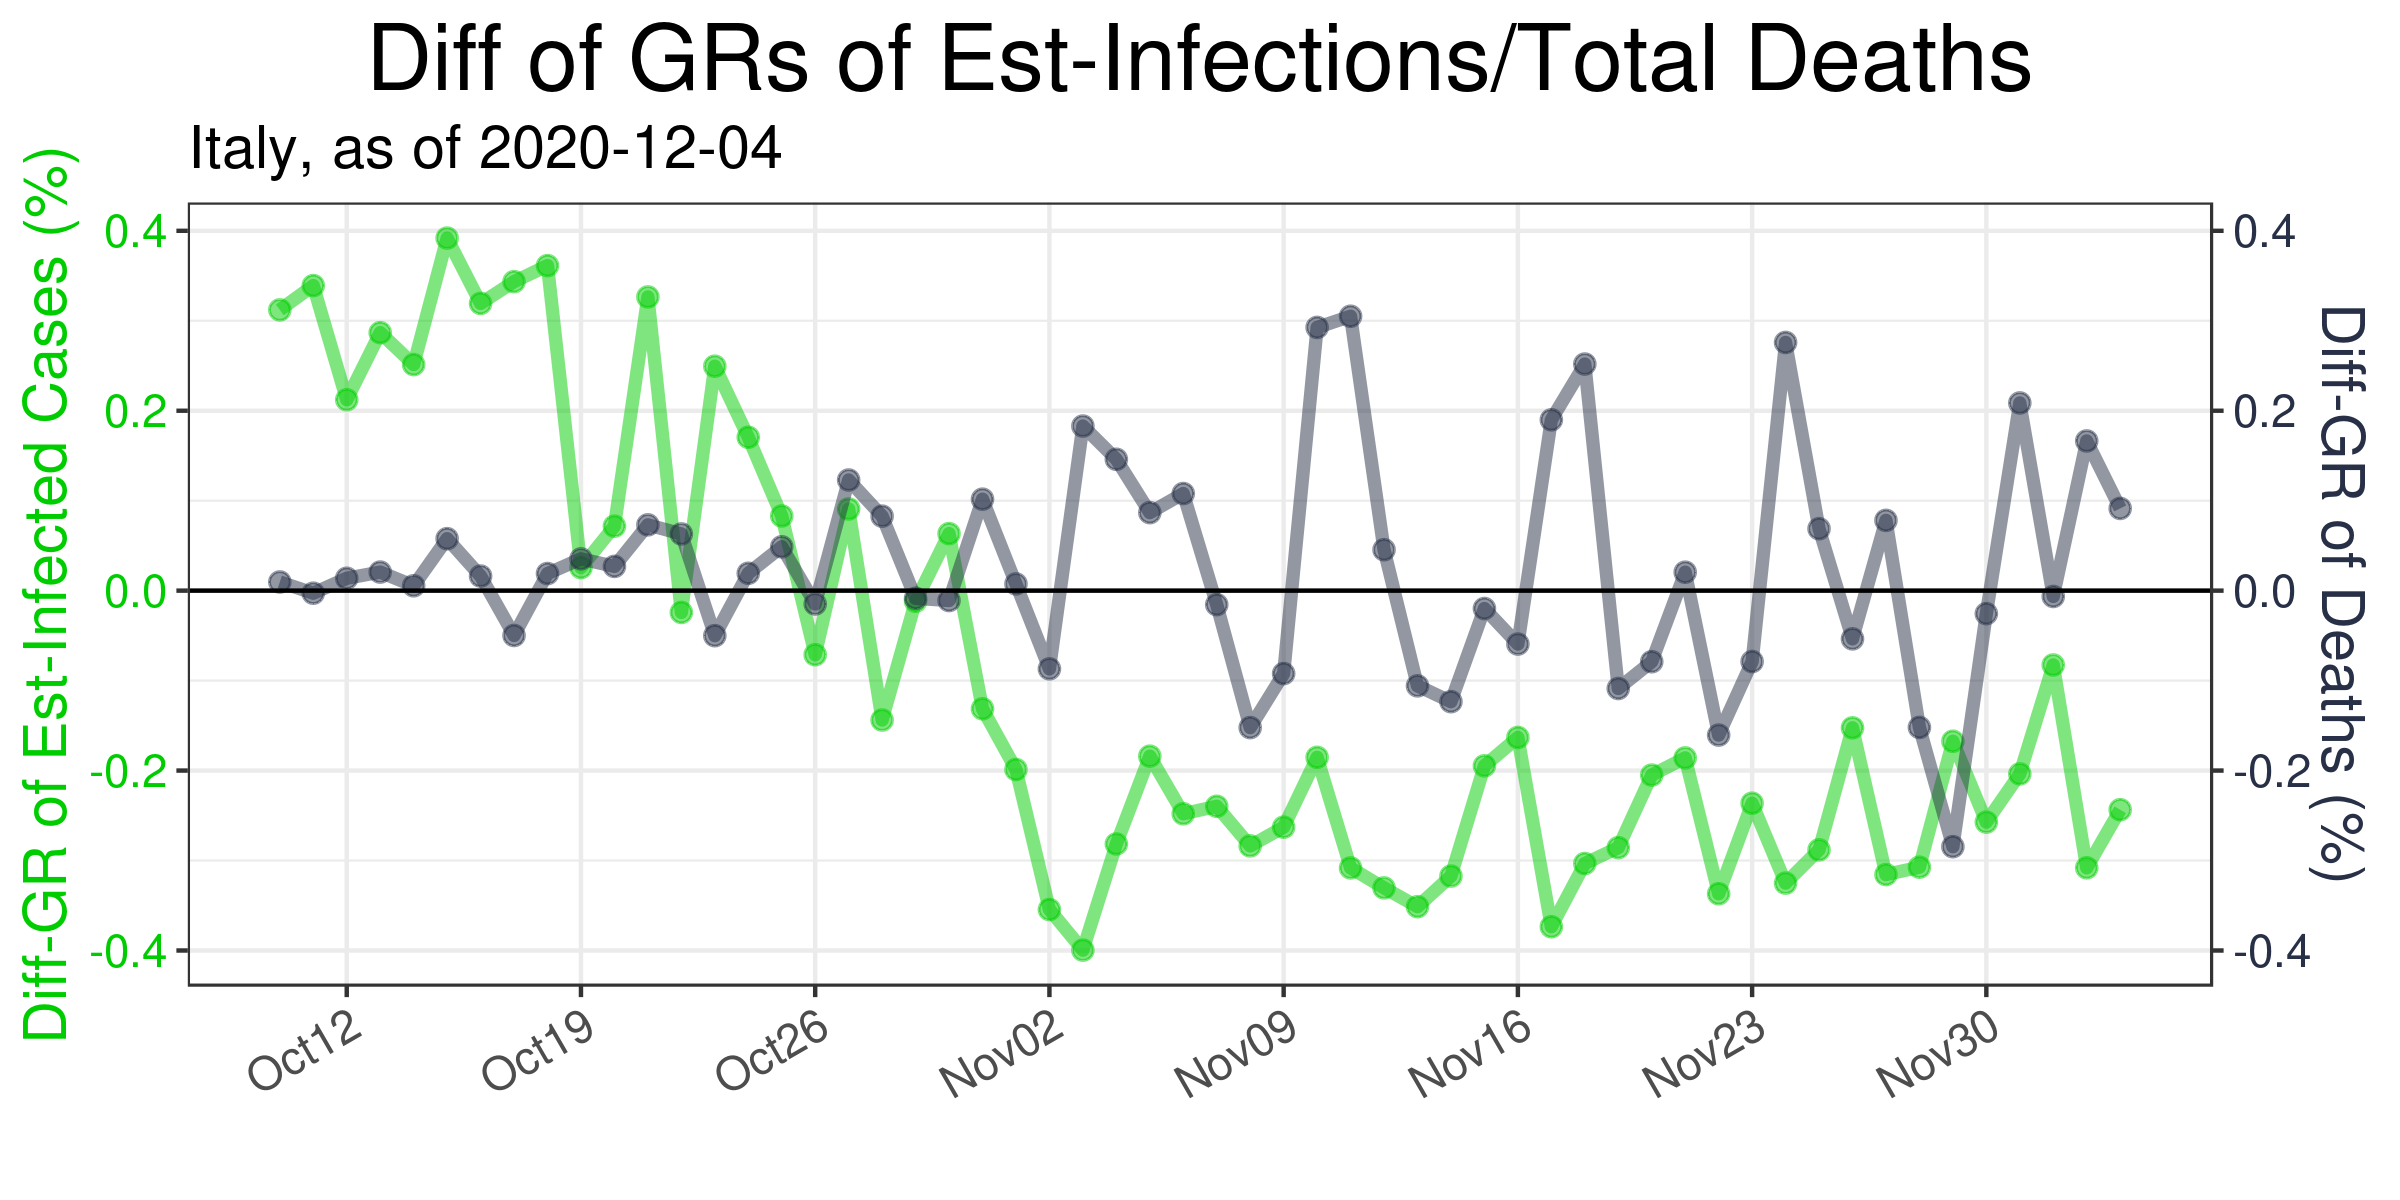 Diff of GRs of Est-Infections/Total Deaths
Italy, as of 2020-12-04
Diff-GR of Est-Infected Cases (%)
0.4
0.2
0.0
-0.2
-0.4
0.4
0.2
0.0
-0.2
-0.4
Diff-GR of Deaths (%)
Oct12
Oct19
Oct26
Nov02
Nov09
Nov16
Nov23
Nov30